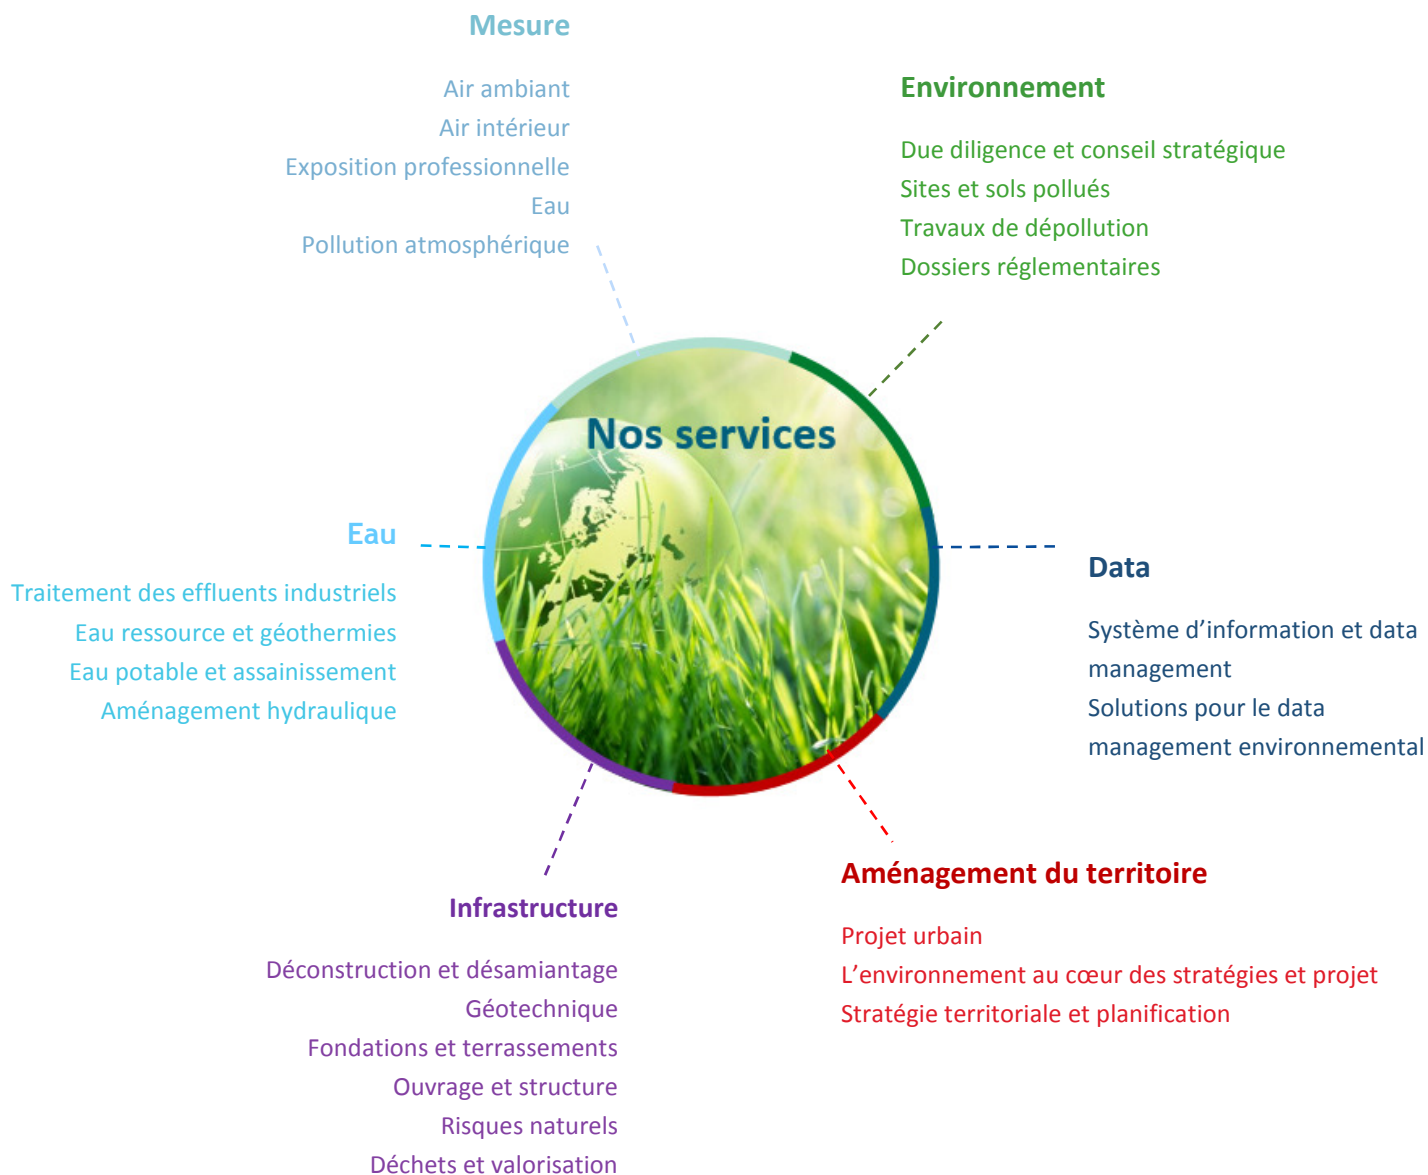 Mesure
Air ambiant
Air intérieur
Exposition professionnelle
Eau
Pollution atmosphérique
Environnement
Due diligence et conseil stratégique
Sites et sols pollués
Travaux de dépollution
Dossiers réglementaires
Nos services
Eau
Traitement des effluents industriels
Eau ressource et géothermies
Eau potable et assainissement
Aménagement hydraulique
Data
Système d’information et data
management
Solutions pour le data
management environnemental
Infrastructure
Déconstruction et désamiantage
Géotechnique
Fondations et terrassements
Ouvrage et structure
Risques naturels
Déchets et valorisation
Aménagement du territoire
Projet urbain
L’environnement au cœur des stratégies et projet
Stratégie territoriale et planification